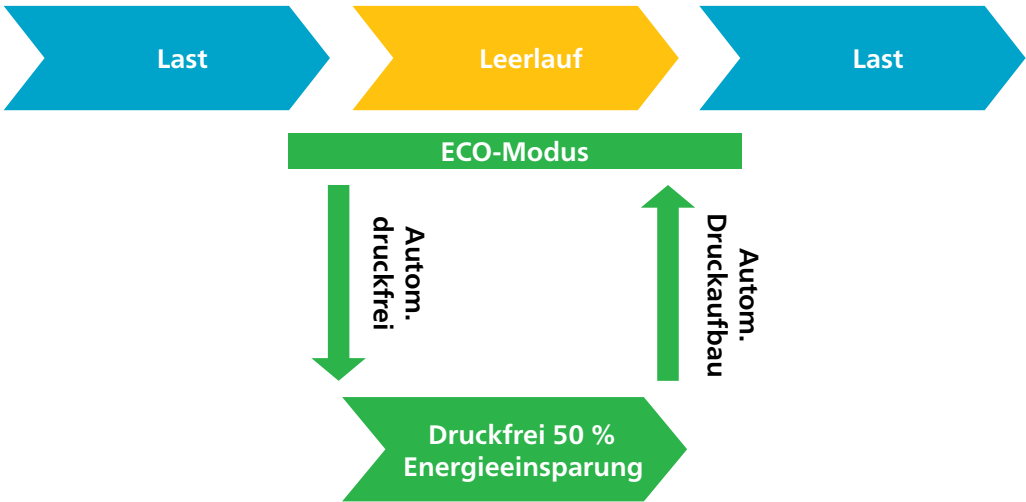 Last
Leerlauf
Last
ECO-Modus
Autom.
druckfrei
Autom.
Druckaufbau
Druckfrei 50 %
Energieeinsparung